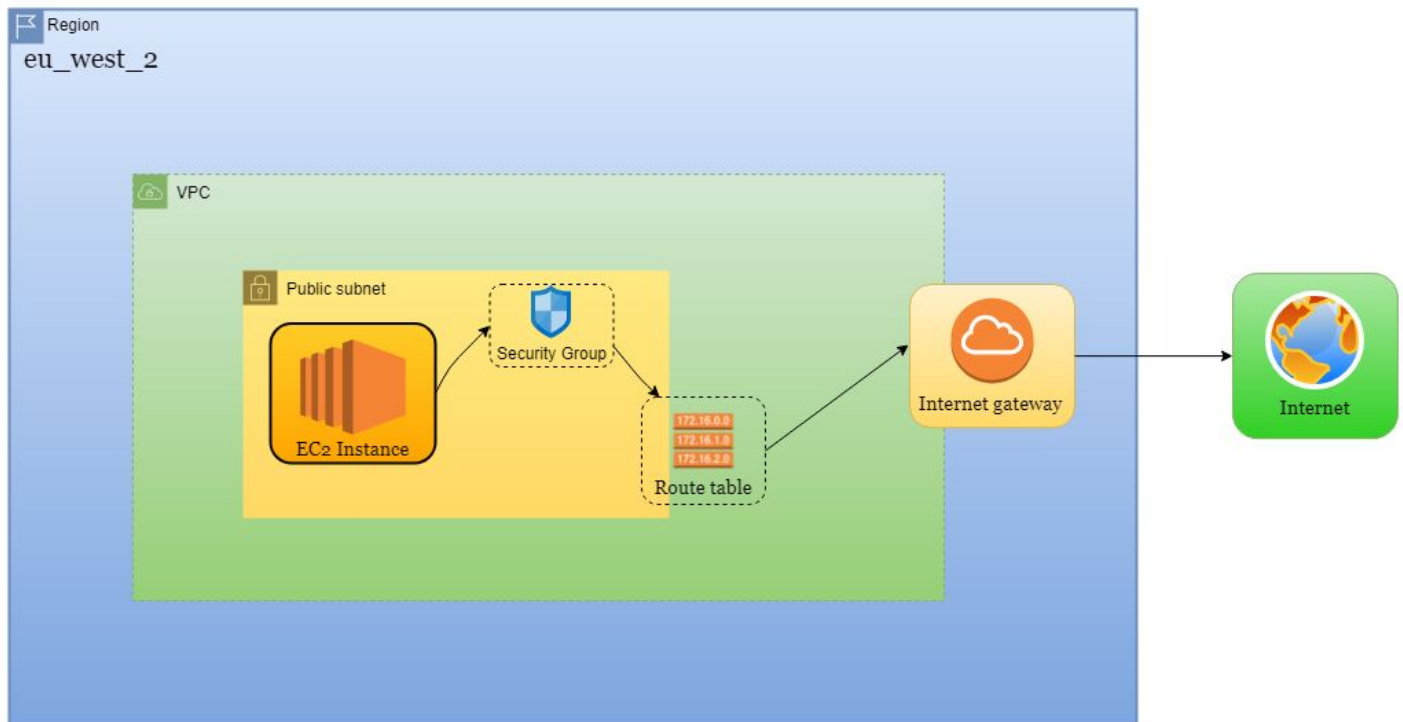 Region
eu_west_2
VPC
Public subnet
Security Group
EC2 Instance
172.16.0.0
172.16.1.0
172.16.2.0
Route table
Internet gateway
Internet